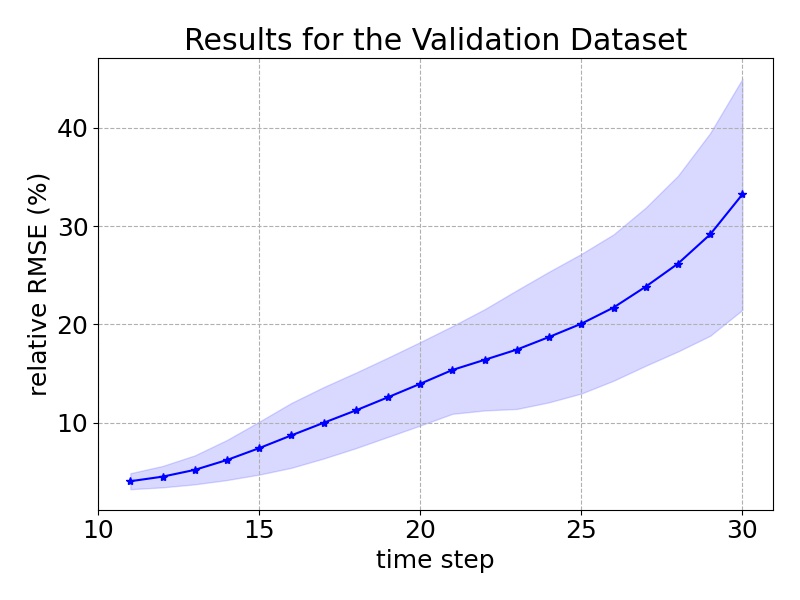 Results for the Validation Dataset
relative RMSE (%)
40
30
20
10
10 15 20 25 30
time step